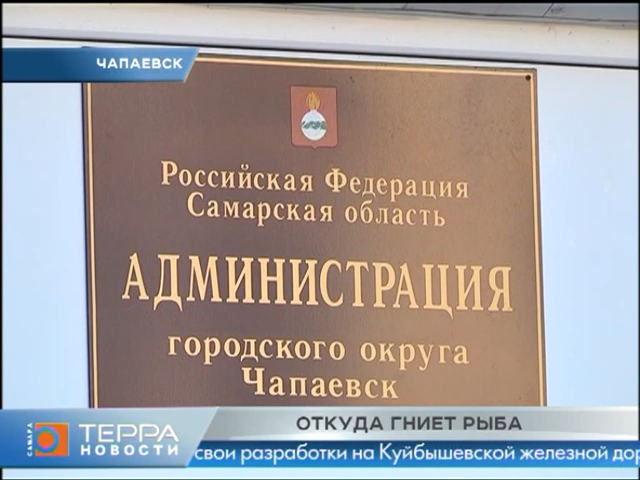 ЧАПАЕВСК
Российская Федерация
Самарская область
АДМИНИСТРАЦИЯ
городского округа
Чапаевск
ОТКУДА ГНИЕТ РЫБА
САМАРА
ТЕРРА
НОВОСТИ
свои разработки на Куйбышевской железной дор